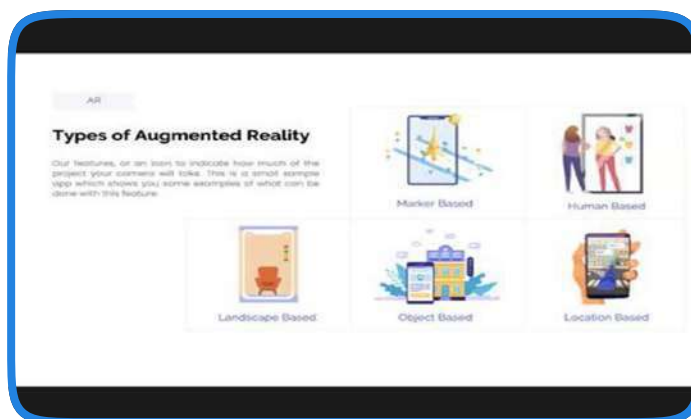 AR
Types of Augmented Reality
Our features, or an icon to indicate how much of the
project your camera will take. This is a small sample
app which shows you some examples of what can be
done with this feature.
Marker Based
Human Based
Landscape Based
Object Based
Location Based